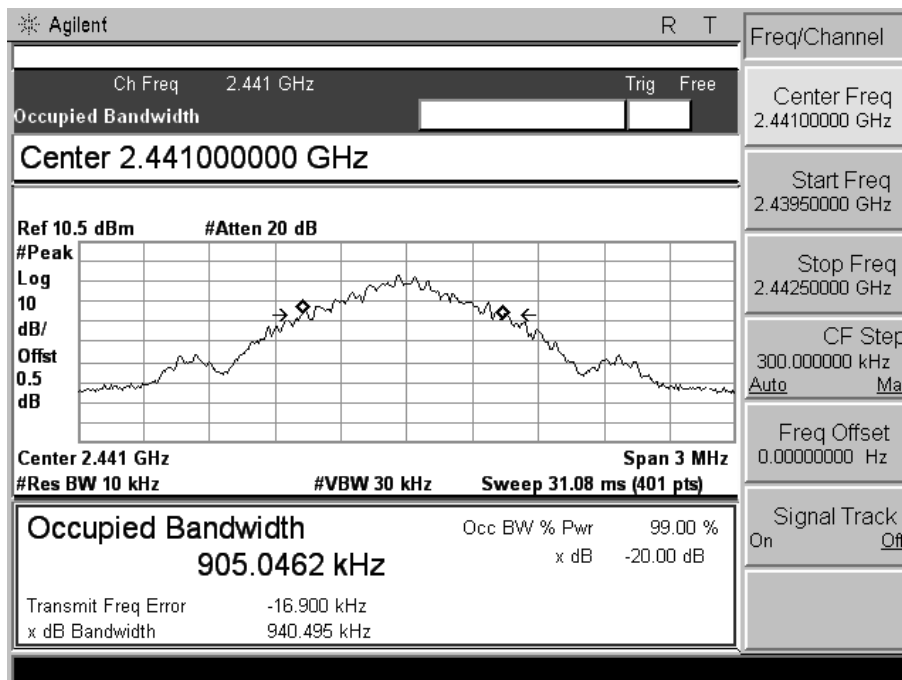 Agilent R T
Ch Freq 2.441 GHz Trig Free
Occupied Bandwidth
Center 2.441000000 GHz
Ref 10.5 dBm #Atten 20 dB
#Peak
Log
10
dB/
Offst
0.5
dB
Center 2.441 GHz Span 3 MHz
#Res BW 10 kHz #VBW 30 kHz Sweep 31.08 ms (401 pts)
Occupied Bandwidth
905.0462 kHz
Occ BW % Pwr 99.00 %
x dB -20.00 dB
Transmit Freq Error -16.900 kHz
x dB Bandwidth 940.495 kHz
Freq/Channel
Center Freq
2.44100000 GHz
Start Freq
2.43950000 GHz
Stop Freq
2.44250000 GHz
CF Step
300.000000 kHz
Auto Ma
Freq Offset
0.00000000 Hz
Signal Track
On Off